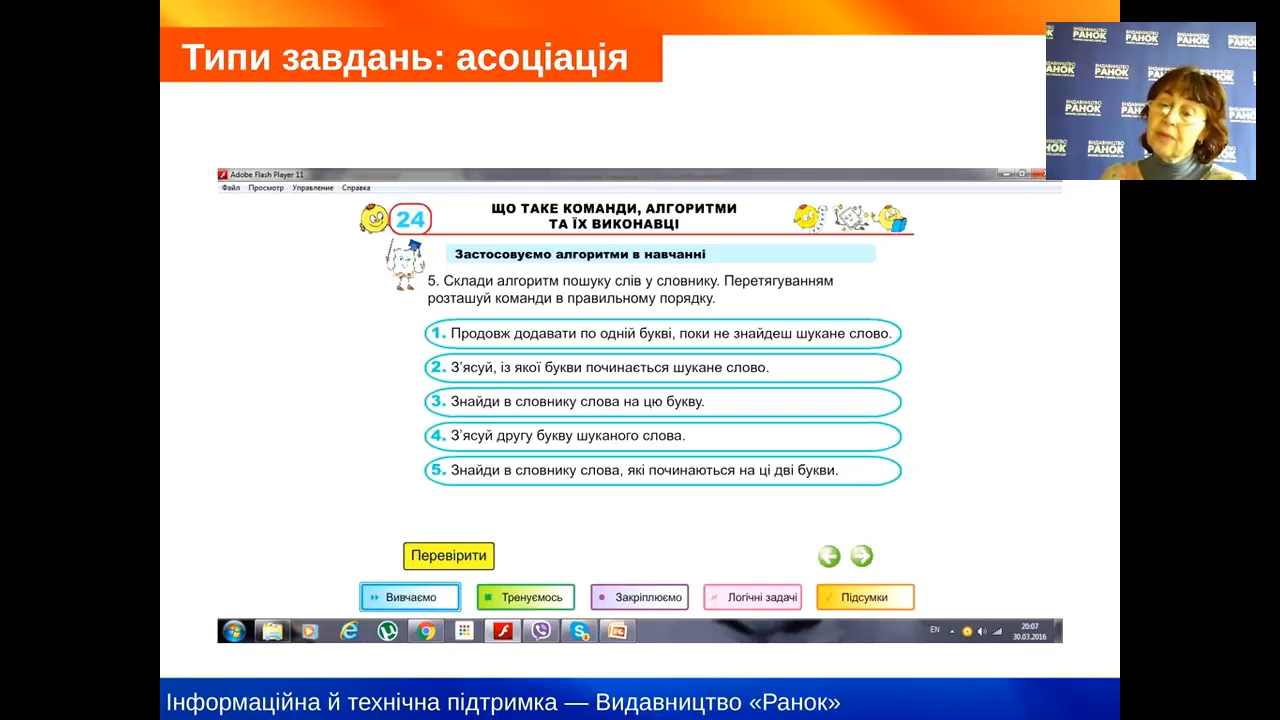 Типи завдань: асоціація
ВИДАВНИЦТВО
РАНОК
Adobe Flash Player 11
Файл Просмотр Управление Справка
24
ЩО ТАКЕ КОМАНДИ, АЛГОРИТМИ
ТА ЇХ ВИКОНАВЦІ
Застосовуємо алгоритми в навчанні
5. Склади алгоритм пошуку слів у словнику. Перетягуванням
розташуй команди в правильному порядку.
1. Продовж додавати по одній букві, поки не знайдеш шукане слово.
2. З’ясуй, із якої букви починається шукане слово.
3. Знайди в словнику слова на цю букву.
4. З’ясуй другу букву шуканого слова.
5. Знайди в словнику слова, які починаються на ці дві букви.
Перевірити
Вивчаємо Тренуємось Закріплюємо Логічні задачі Підсумки
EN 20:07
30.03.2016
Інформаційна й технічна підтримка — Видавництво «Ранок»